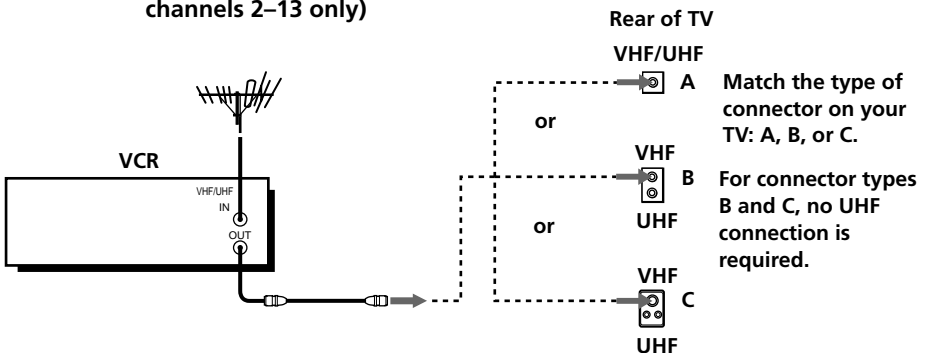 channels 2–13 only)
Rear of TV
VHF/UHF
A
Match the type of
connector on your
TV: A, B, or C.
or
VCR
VHF/UHF
IN
OUT
VHF
B
UHF
For connector types
B and C, no UHF
connection is
required.
or
VHF
C
UHF